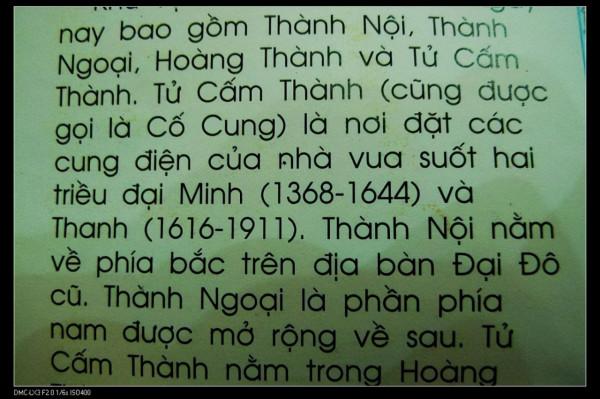 nay bao gồm Thành Nội, Thành
Ngoại, Hoàng Thành và Tử Cấm
Thành. Tử Cấm Thành (cũng được
gọi là Cố Cung) là nơi đặt các
cung điện của nhà vua suốt hai
triều đại Minh (1368-1644) và
Thanh (1616-1911). Thành Nội nằm
về phía bắc trên địa bàn Đại Đô
cũ. Thành Ngoại là phần phía
nam được mở rộng về sau. Tử
Cấm Thành nằm trong Hoàng
ISO400